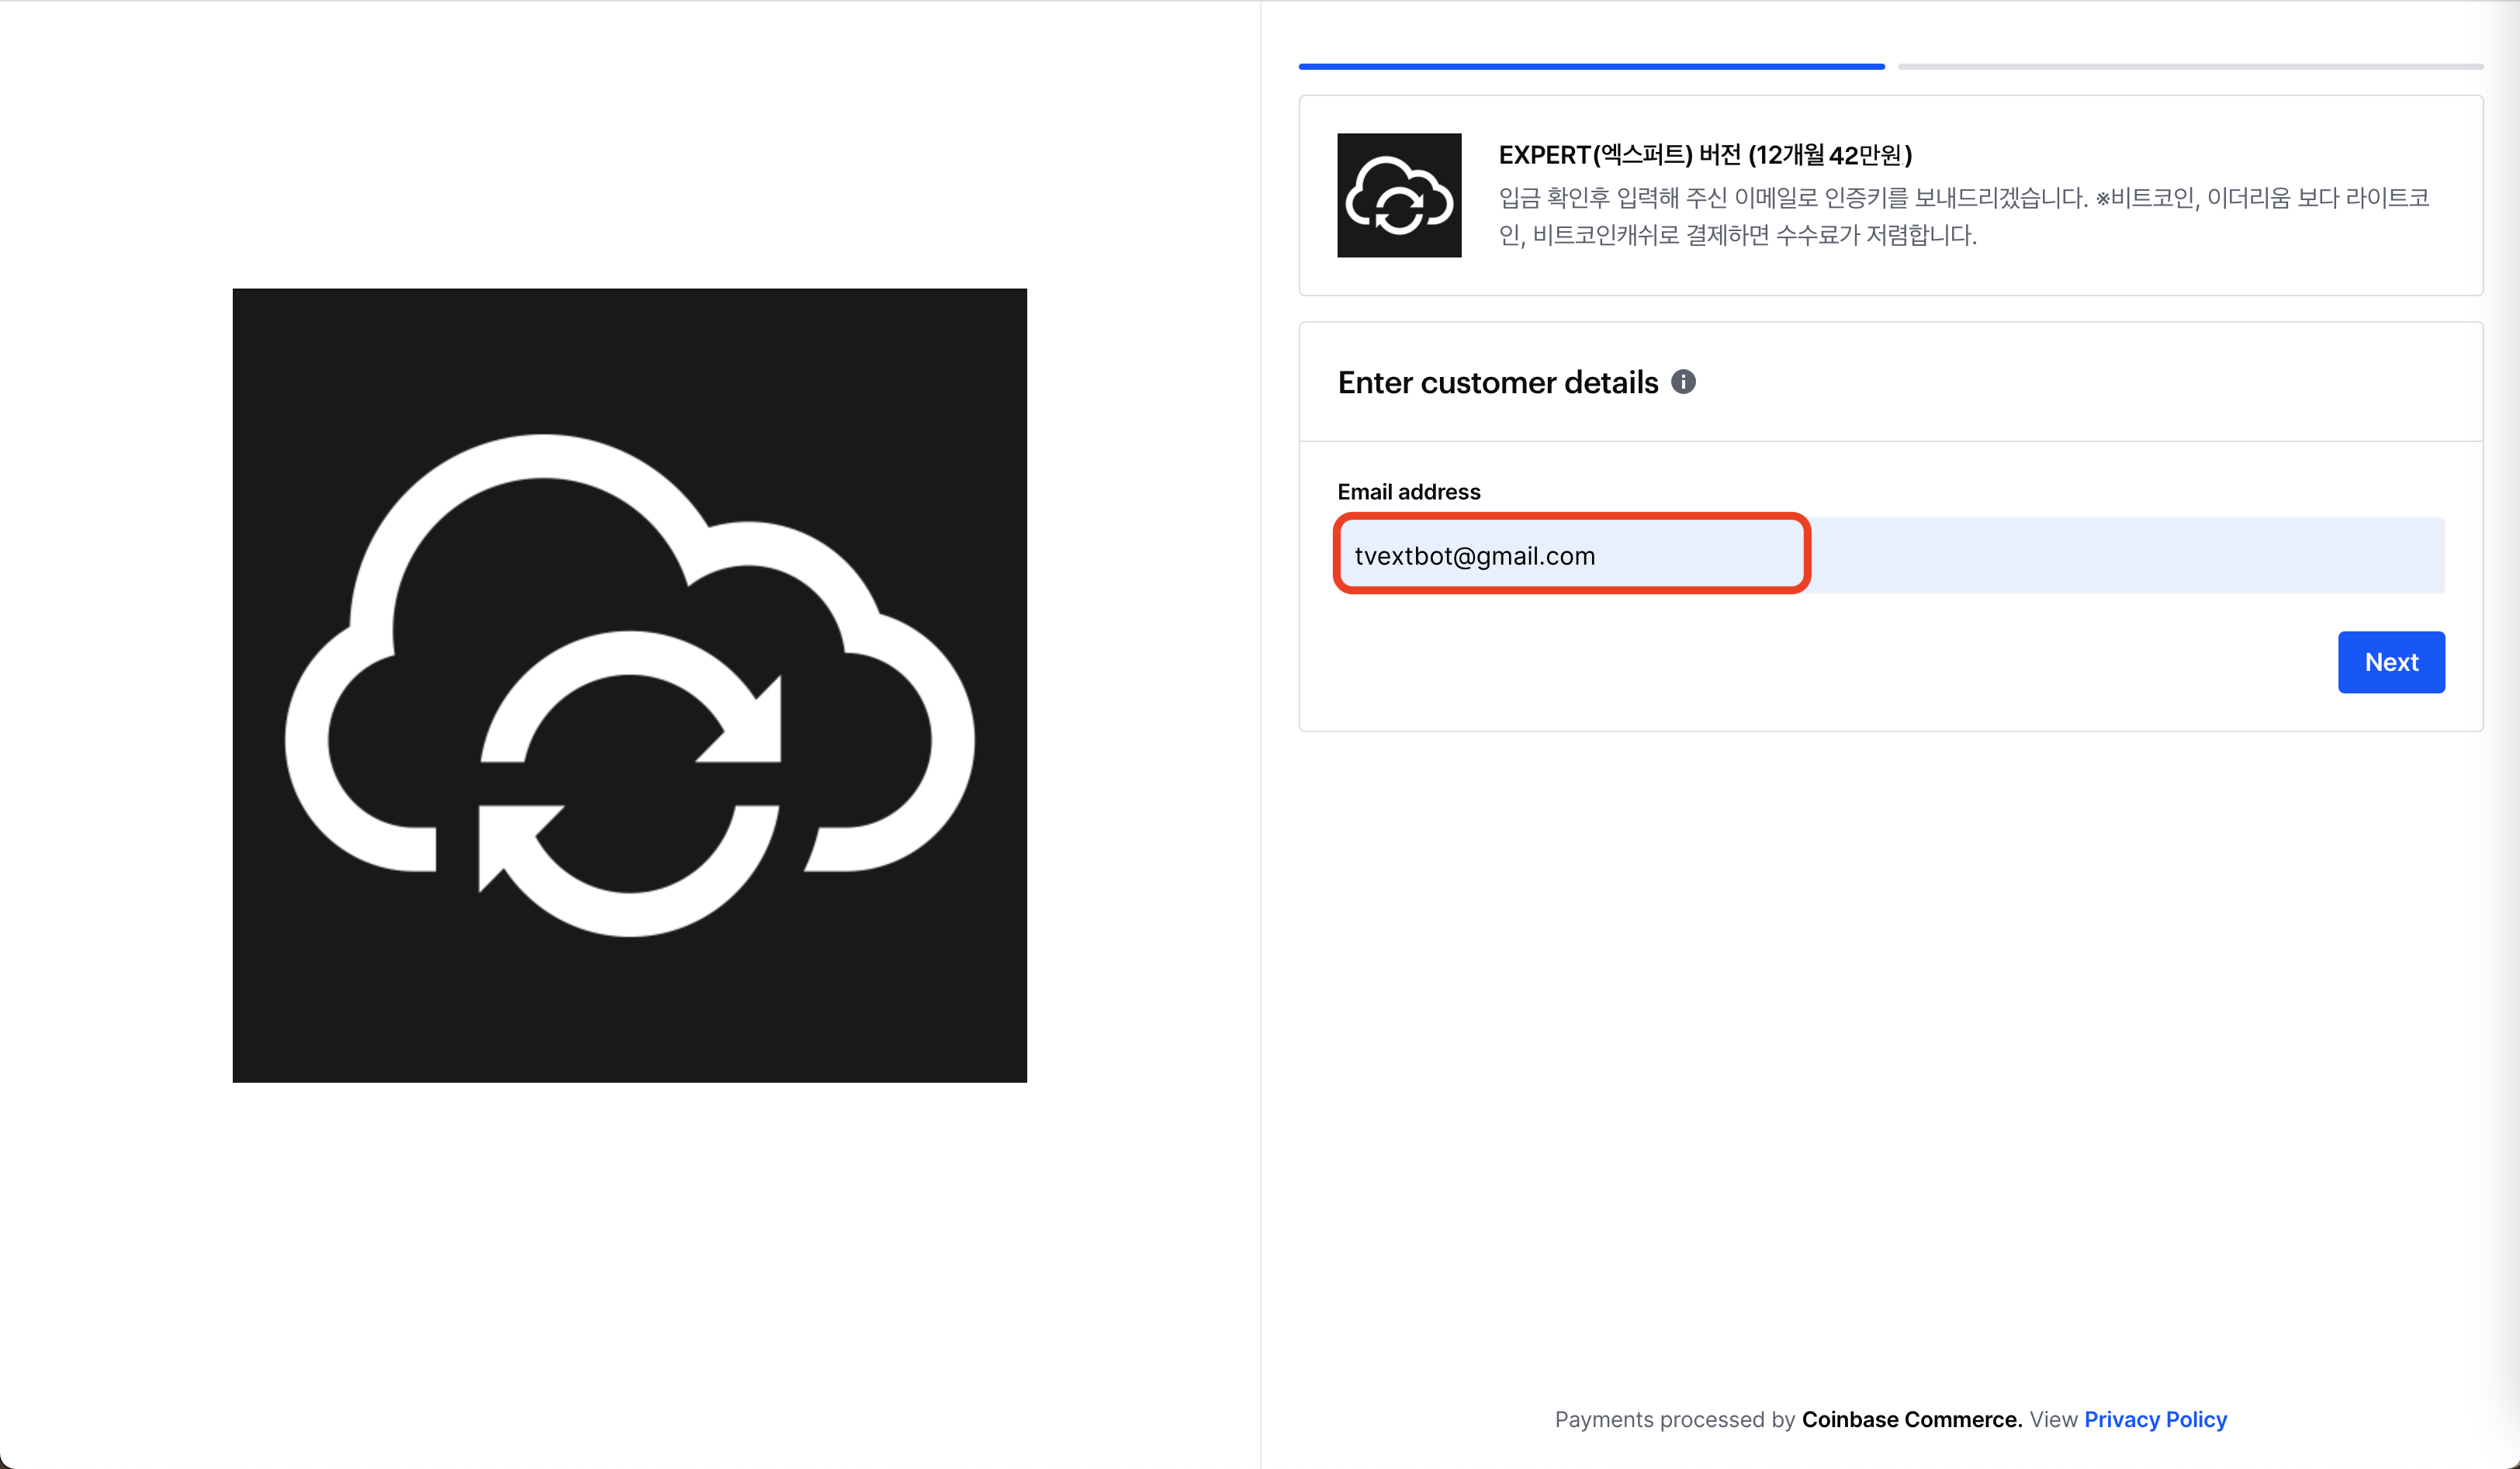 EXPERT(엑스퍼트) 버전 (12개월 42만원)
입금 확인후 입력해 주신 이메일로 인증키를 보내드리겠습니다. ※비트코인, 이더리움 보다 라이트코
인, 비트코인캐쉬로 결제하면 수수료가 저렴합니다.
Enter customer details
Email address
tvextbot@gmail.com
Next
Payments processed by Coinbase Commerce. View Privacy Policy